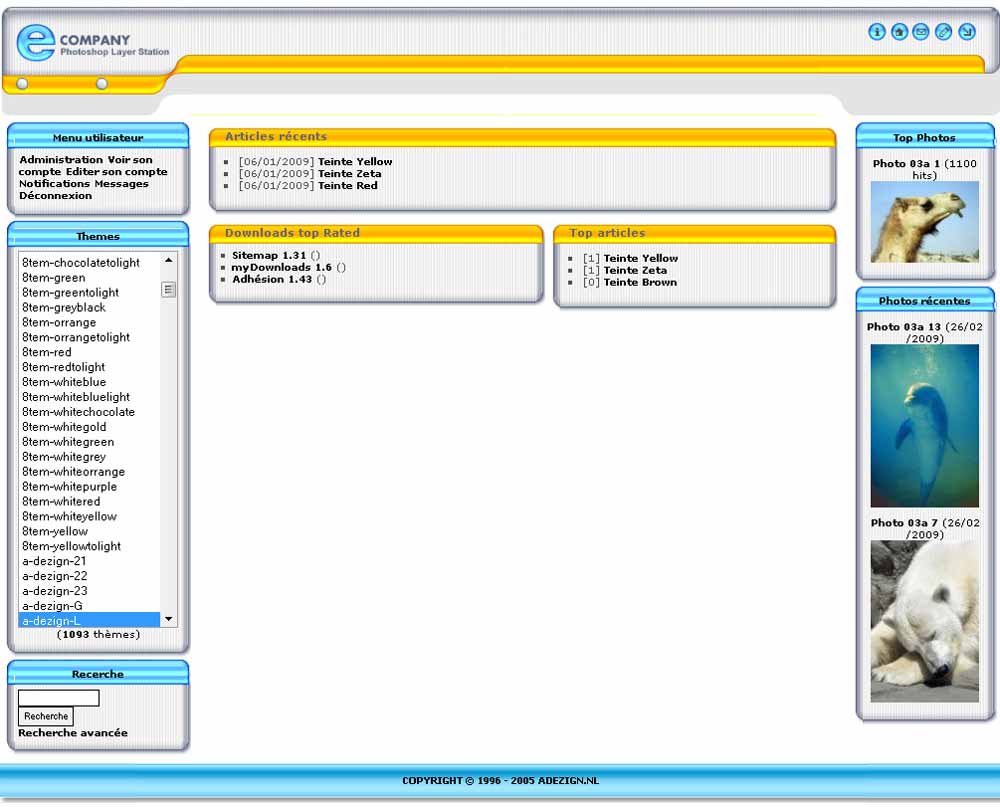 COMPANY
Photoshop Layer Station
Menu utilisateur
Administration Voir son
compte Editer son compte
Notifications Messages
Déconnexion
Themes
8tem-chocolatetolight
8tem-green
8tem-greentolight
8tem-greyblack
8tem-orrange
8tem-orrangetolight
8tem-red
8tem-redtolight
8tem-whiteblue
8tem-whitebluelight
8tem-whitechocolate
8tem-whitegold
8tem-whitegreen
8tem-whitegrey
8tem-whiteorrange
8tem-whitepurple
8tem-whitered
8tem-whiteyellow
8tem-yellow
8tem-yellowtolight
a-dezign-21
a-dezign-22
a-dezign-23
a-dezign-G
a-dezign-L
(1093 thèmes)
Recerche
Recherche
Recherche avancée
Articles récents
[06/01/2009] Teinte Yellow
[06/01/2009] Teinte Zeta
[06/01/2009] Teinte Red
Downloads top Rated
Sitemap 1.31 ()
myDownloads 1.6 ()
Adhésion 1.43 ()
Top articles
[1] Teinte Yellow
[1] Teinte Zeta
[0] Teinte Brown
Top Photos
Photo 03a 1 (1100
hits)
Photos récentes
Photo 03a 13 (26/02
/2009)
Photo 03a 7 (26/02
/2009)
COPYRIGHT © 1996 - 2005 ADEZIGN.NL